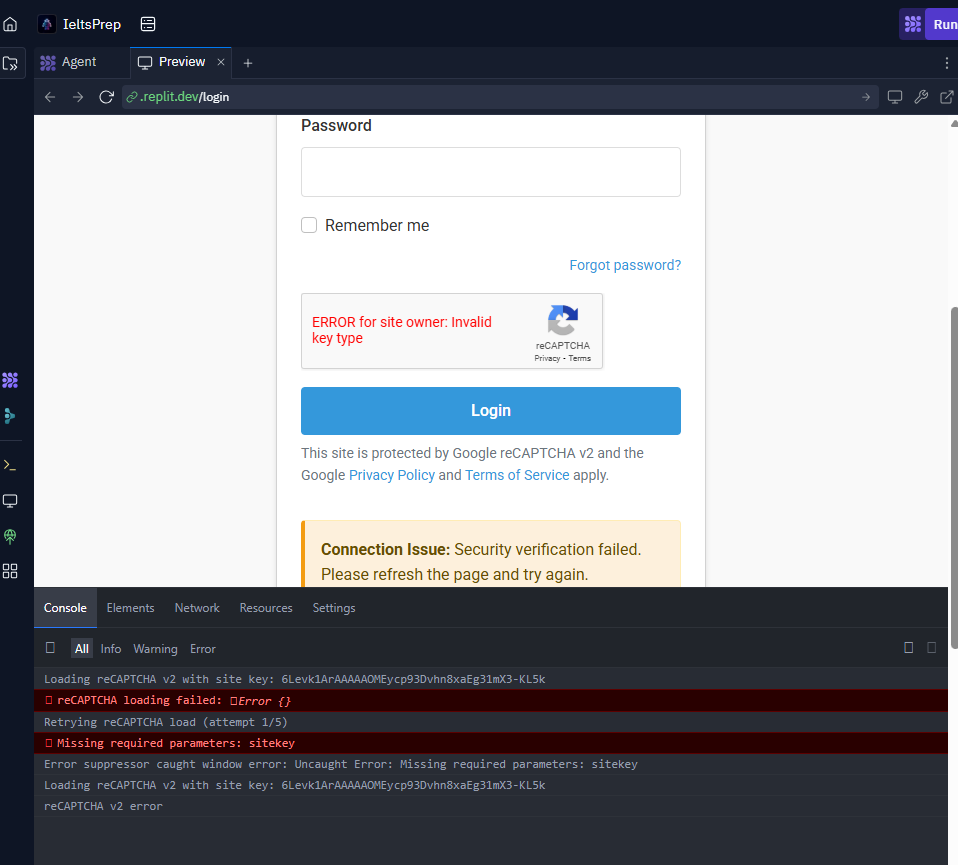 IeltsPrep
Run
Agent
Preview
.replit.dev/login
Password
Remember me
Forgot password?
ERROR for site owner: Invalid
key type
reCAPTCHA
Privacy - Terms
Login
This site is protected by Google reCAPTCHA v2 and the
Google Privacy Policy and Terms of Service apply.
Connection Issue: Security verification failed.
Please refresh the page and try again.
Console Elements Network Resources Settings
All Info Warning Error
Loading reCAPTCHA v2 with site key: 6Levk1ArAAAAAOMEycp93Dvhn8xaEg31mX3-KL5k
reCAPTCHA loading failed: Error {}
Retrying reCAPTCHA load (attempt 1/5)
Missing required parameters: sitekey
Error suppressor caught window error: Uncaught Error: Missing required parameters: sitekey
Loading reCAPTCHA v2 with site key: 6Levk1ArAAAAAOMEycp93Dvhn8xaEg31mX3-KL5k
reCAPTCHA v2 error